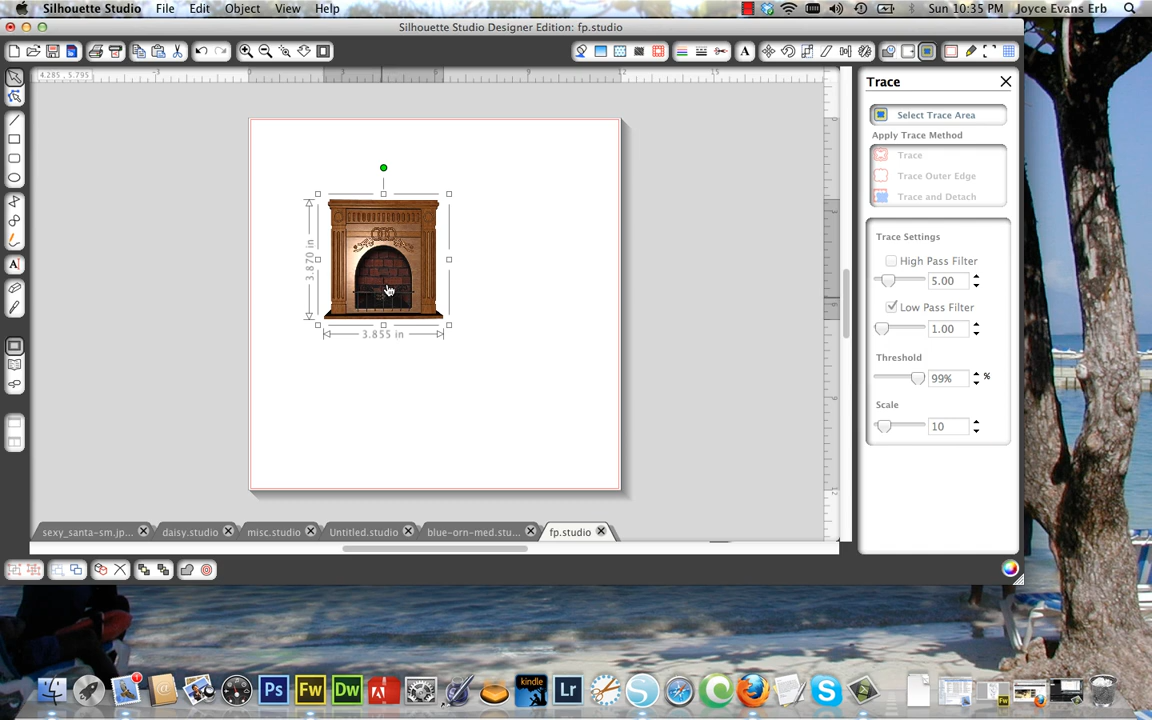 Silhouette Studio File Edit Object View Help Sun 10:35 PM Joyce Evans Erb
Silhouette Studio Designer Edition: fp.studio
4.285 , 5.795
Trace
Select Trace Area
Apply Trace Method
Trace
Trace Outer Edge
Trace and Detach
Trace Settings
High Pass Filter
5.00
Low Pass Filter
1.00
Threshold
99% %
Scale
10
3.870 in
3.855 in
sexy_santa-sm.jp... daisy.studio misc.studio Untitled.studio blue-orn-med.stu... fp.studio
Ps Fw Dw kindle Lr